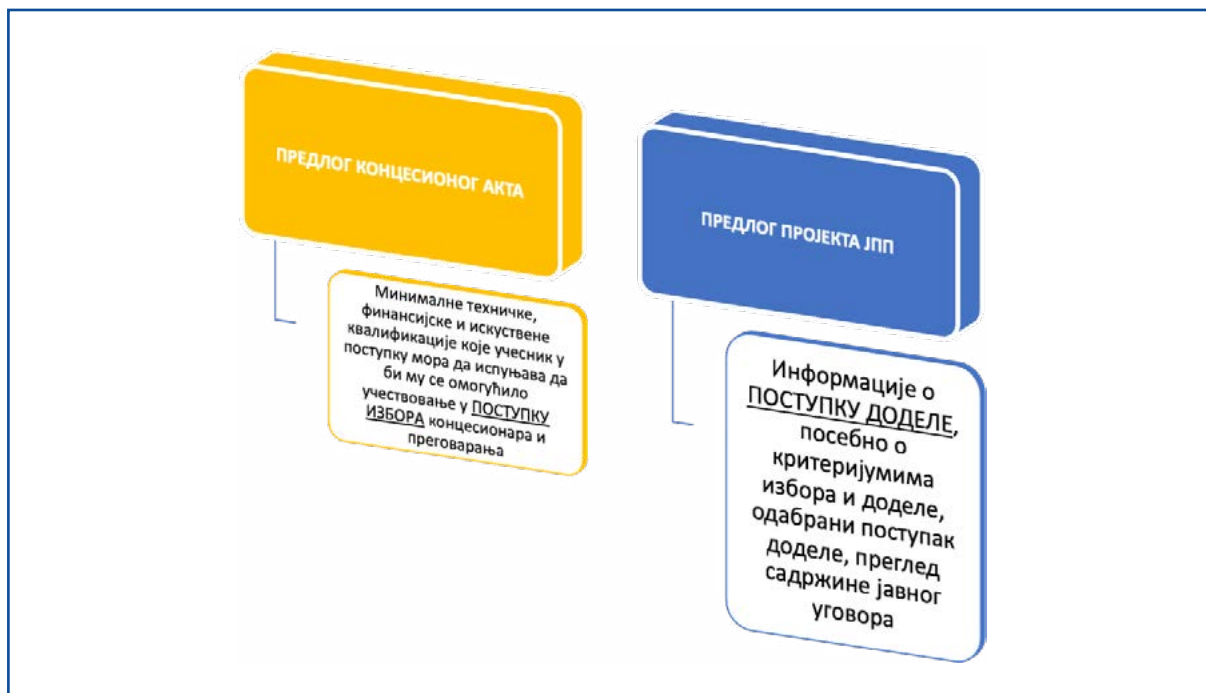 ПРЕДЛОГ КОНЦЕСИОНОГ АКТА
Минималне техничке,
финансијске и искуствене
квалификације које учесник у
поступку мора да испуњава да
би му се омогућило
учествовање у ПОСТУПКУ
ИЗБОРА концесионара и
преговарања
ПРЕДЛОГ ПРОЈЕКТА ЈПП
Информације о
ПОСТУПКУ ДОДЕЛЕ,
посебно о
критеријумима
избора и доделе,
одабрани поступак
доделе, преглед
садржине јавног
уговора